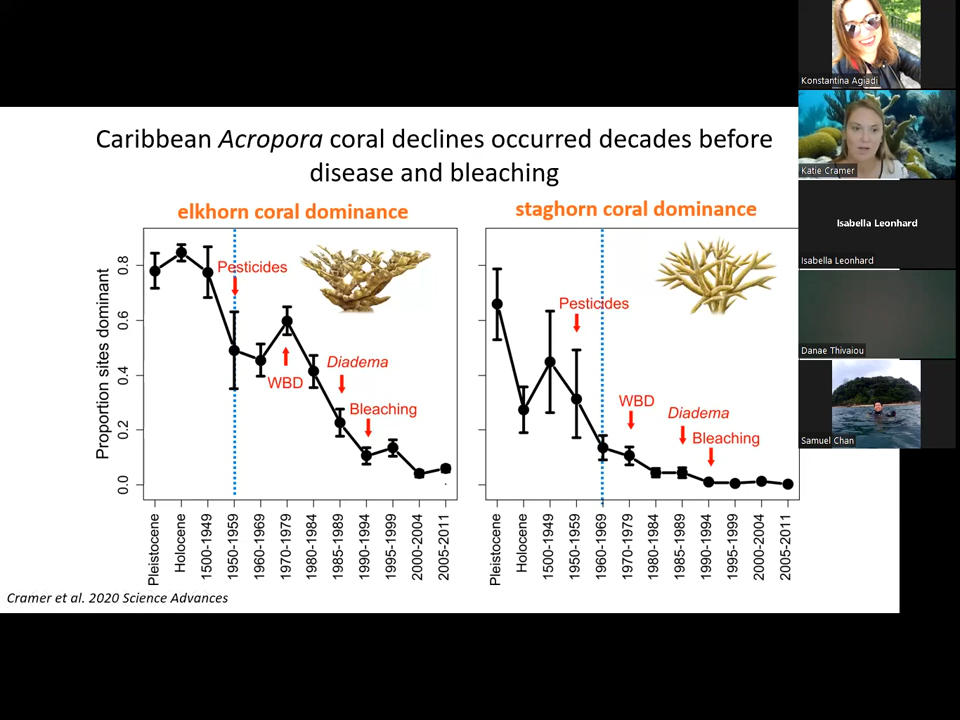 Caribbean Acropora coral declines occurred decades before
disease and bleaching
elkhorn coral dominance
staghorn coral dominance
Proportion sites dominant
0.8
0.6
0.4
0.2
0.0
Pesticides
WBD
Diadema
Bleaching
Pleistocene
Holocene
1500-1949
1950-1959
1960-1969
1970-1979
1980-1984
1985-1989
1990-1994
1995-1999
2000-2004
2005-2011
Pesticides
WBD
Diadema
Bleaching
Pleistocene
Holocene
1500-1949
1950-1959
1960-1969
1970-1979
1980-1984
1985-1989
1990-1994
1995-1999
2000-2004
2005-2011
Cramer et al. 2020 Science Advances
Konstantina Agiadi
Katie Cramer
Isabella Leonhard
Isabella Leonhard
Danae Thivaiou
Samuel Chan